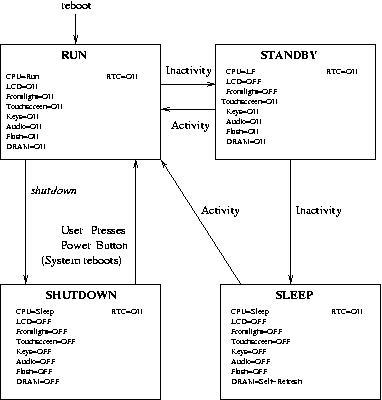 reboot
RUN
CPU=Run RTC=On
LCD=On
Frontlight=On
Touchscreen=On
Keys=On
Audio=On
Flash=On
DRAM=On
Inactivity
Activity
STANDBY
CPU=LF RTC=On
LCD=OFF
Frontlight=OFF
Touchscreen=On
Keys=On
Audio=On
Flash=On
DRAM=On
shutdown
User Presses
Power Button
(System reboots)
Activity
Inactivity
SHUTDOWN
CPU=Sleep RTC=On
LCD=OFF
Frontlight=OFF
Touchscreen=OFF
Keys=OFF
Audio=OFF
Flash=OFF
DRAM=OFF
SLEEP
CPU=Sleep RTC=On
LCD=OFF
Frontlight=OFF
Touchscreen=OFF
Keys=OFF
Audio=OFF
Flash=OFF
DRAM=Self-Refresh